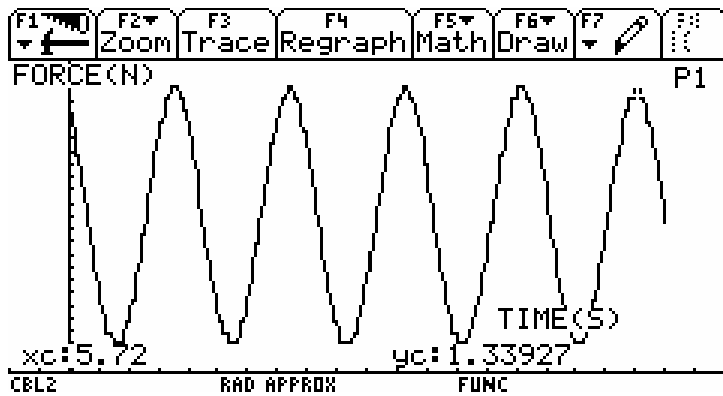 F1 F2 F3 F4 F5 F6 F7
Zoom Trace Regraph Math Draw
FORCE(N) P1
TIME(S)
xc:5.72 yc:1.33927
CBL2 RAD APPROX FUNC